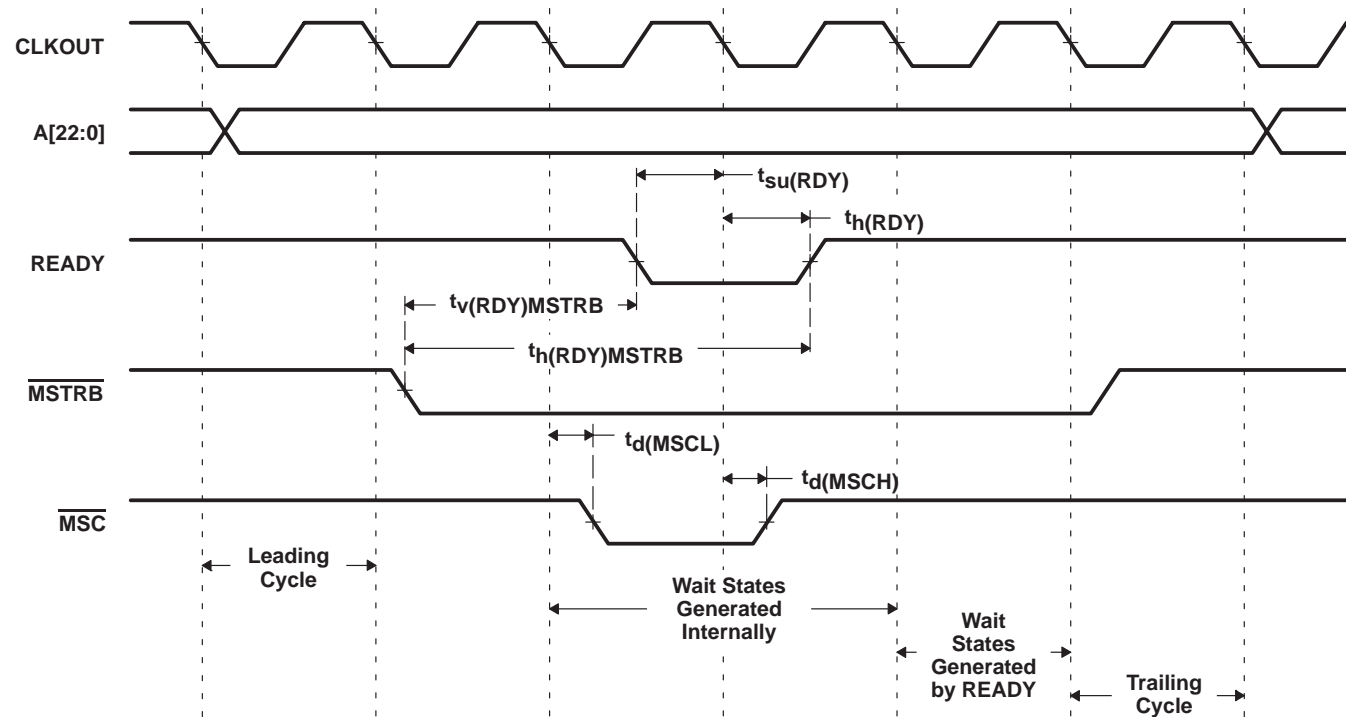 CLKOUT
A[22:0]
tsu(RDY)
th(RDY)
READY
tv(RDY)MSTRB
th(RDY)MSTRB
MSTRB
td(MSCL)
td(MSCH)
MSC
Leading
Cycle
Wait States
Generated
Internally
Wait
States
Generated
by READY
Trailing
Cycle